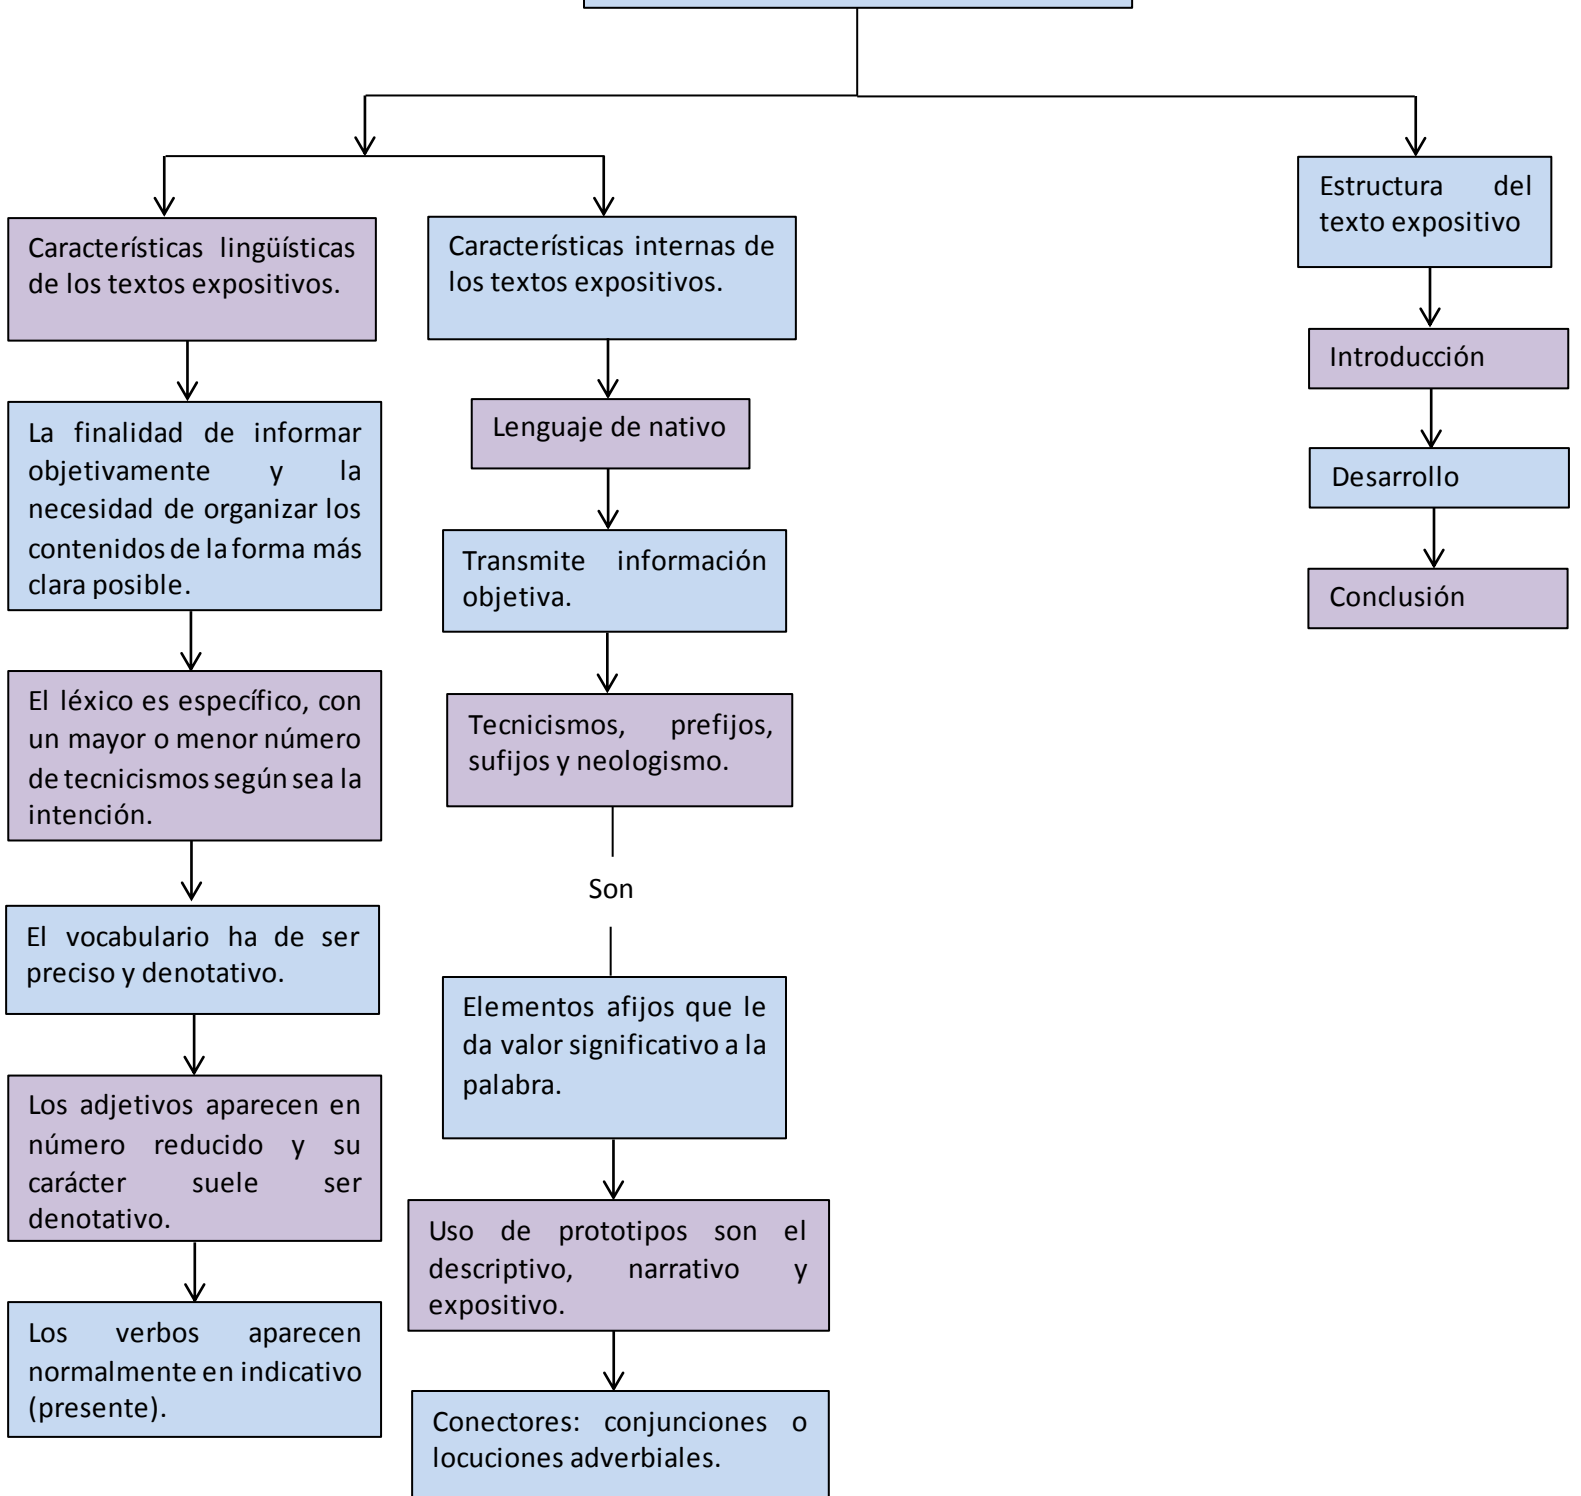 Características lingüísticas
de los textos expositivos.
La finalidad de informar
objetivamente y la
necesidad de organizar los
contenidos de la forma más
clara posible.
El léxico es específico, con
un mayor o menor número
de tecnicismos según sea la
intención.
El vocabulario ha de ser
preciso y denotativo.
Los adjetivos aparecen en
número reducido y su
carácter suele ser
denotativo.
Los verbos aparecen
normalmente en indicativo
(presente).
Características internas de
los textos expositivos.
Lenguaje de nativo
Transmite información
objetiva.
Tecnicismos, prefijos,
sufijos y neologismo.
Son
Elementos afijos que le
da valor significativo a la
palabra.
Uso de prototipos son el
descriptivo, narrativo y
expositivo.
Conectores: conjunciones o
locuciones adverbiales.
Estructura del
texto expositivo
Introducción
Desarrollo
Conclusión